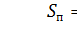 Sп =